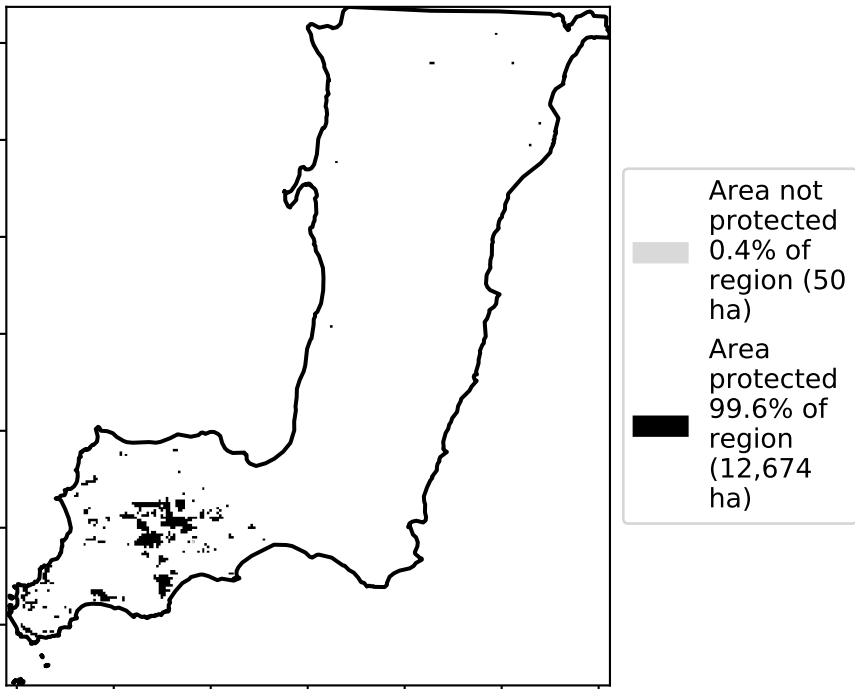 Area not
protected
0.4% of
region (50
ha)
Area
protected
99.6% of
region
(12,674
ha)